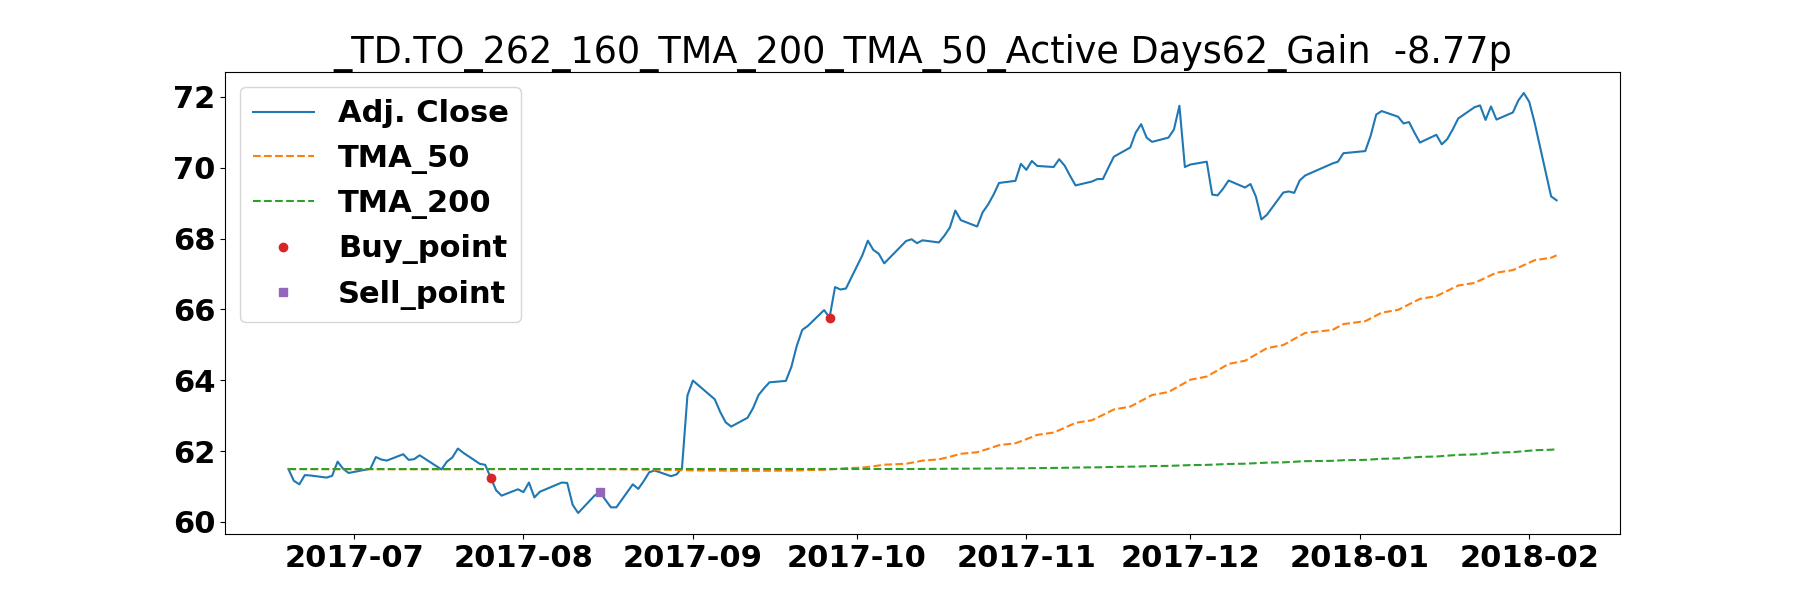 _TD.TO_262_160_TMA_200_TMA_50_Active Days62_Gain  -8.77p
Adj. Close
TMA_50
TMA_200
Buy_point
Sell_point
72
70
68
66
64
62
60
2017-07 2017-08 2017-09 2017-10 2017-11 2017-12 2018-01 2018-02